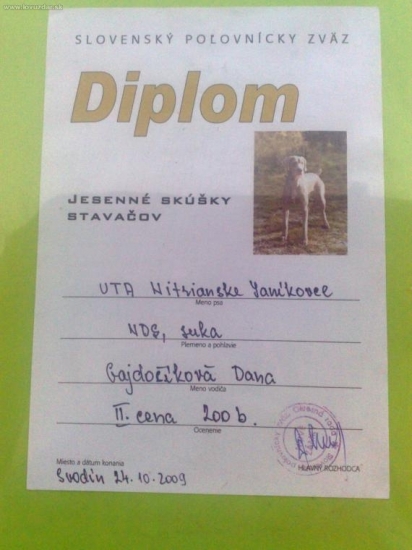 SLOVENSKÝ POĽOVNÍCKY ZVÄZ
Diplom
JESENNÉ SKÚŠKY
STAVAČOV
UTA Nitrianske Janíkovce
Meno psa
NDS, suka
Plemeno a pohlavie
Gajdočíková Dana
Meno vodiča
II. cena 200 b.
Ocenenie
Miesto a dátum konania
Svodín 24.10.2009
HLAVNÝ ROZHODCA